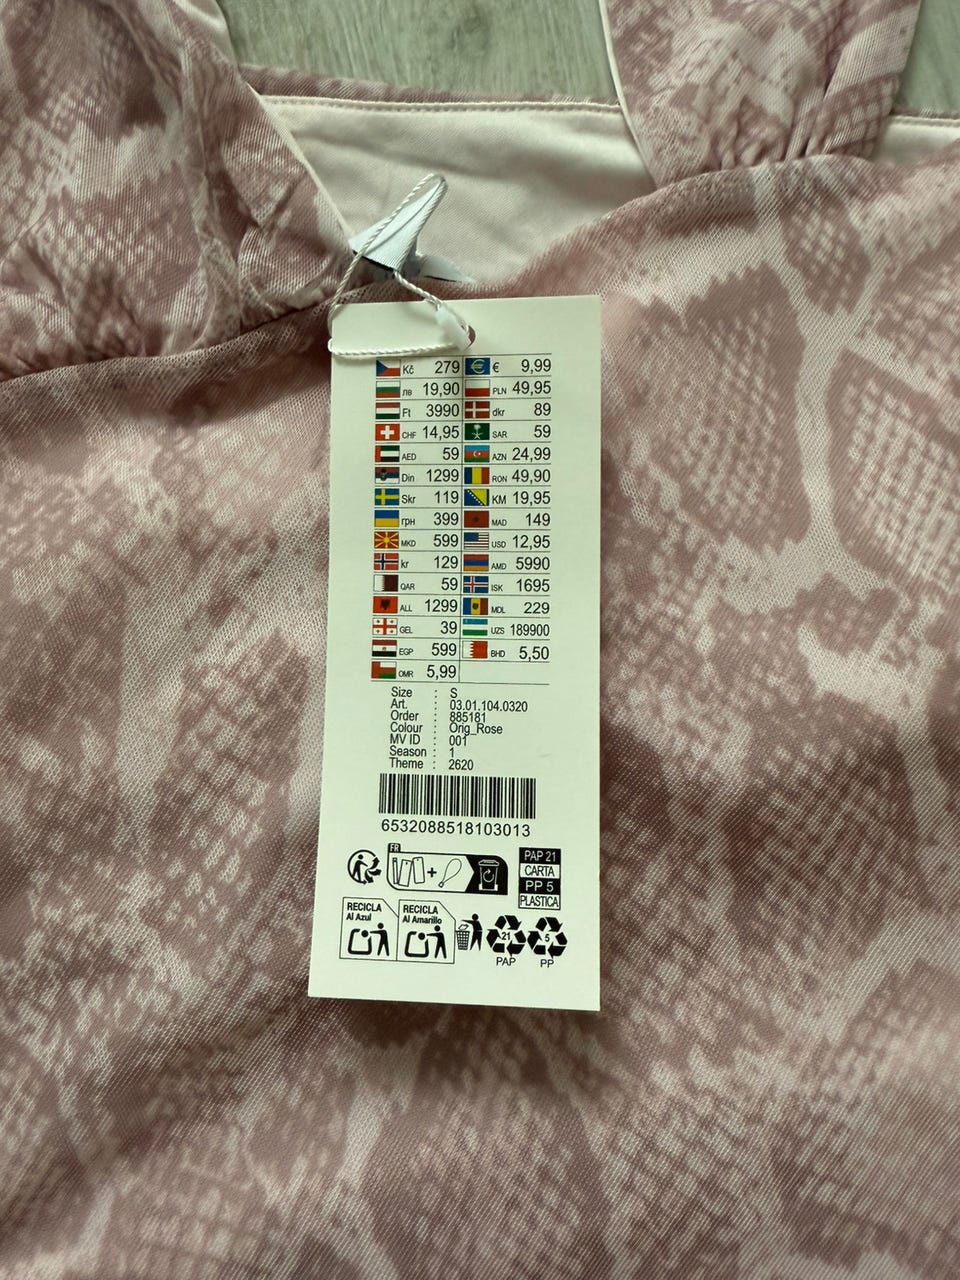 Kč 279 € 9,99
лв 19,90 PLN 49,95
Ft 3990 dkr 89
CHF 14,95 SAR 59
AED 59 AZN 24,99
Din 1299 RON 49,90
Skr 119 KM 19,95
грн 399 MAD 149
MKD 599 USD 12,95
kr 129 AMD 5990
QAR 59 ISK 1695
ALL 1299 MDL 229
GEL 39 UZS 189900
EGP 599 BHD 5,50
OMR 5,99
Size : S
Art. : 03.01.104.0320
Order : 885181
Colour : Orig_Rose
MV ID : 001
Season : 1
Theme : 2620
6532088518103013
FR
+
PAP 21
CARTA
PP 5
PLASTICA
RECICLA
Al Azul
RECICLA
Al Amarillo
21
PAP
5
PP